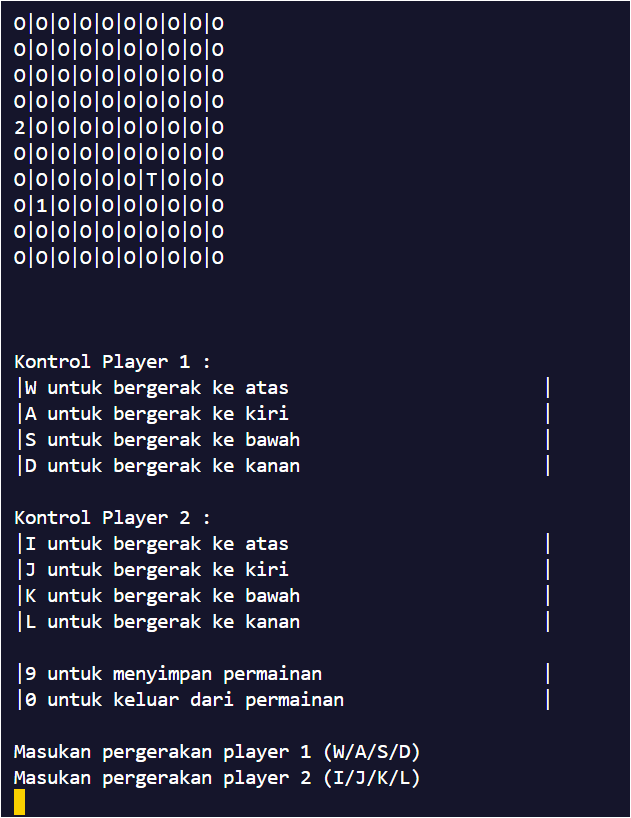 O|O|O|O|O|O|O|O|O|O
O|O|O|O|O|O|O|O|O|O
O|O|O|O|O|O|O|O|O|O
O|O|O|O|O|O|O|O|O|O
2|O|O|O|O|O|O|O|O|O
O|O|O|O|O|O|O|O|O|O
O|O|O|O|O|O|T|O|O|O
O|1|O|O|O|O|O|O|O|O
O|O|O|O|O|O|O|O|O|O
O|O|O|O|O|O|O|O|O|O
Kontrol Player 1 :
|W untuk bergerak ke atas |
|A untuk bergerak ke kiri |
|S untuk bergerak ke bawah |
|D untuk bergerak ke kanan |
Kontrol Player 2 :
|I untuk bergerak ke atas |
|J untuk bergerak ke kiri |
|K untuk bergerak ke bawah |
|L untuk bergerak ke kanan |
|9 untuk menyimpan permainan |
|0 untuk keluar dari permainan |
Masukan pergerakan player 1 (W/A/S/D)
Masukan pergerakan player 2 (I/J/K/L)